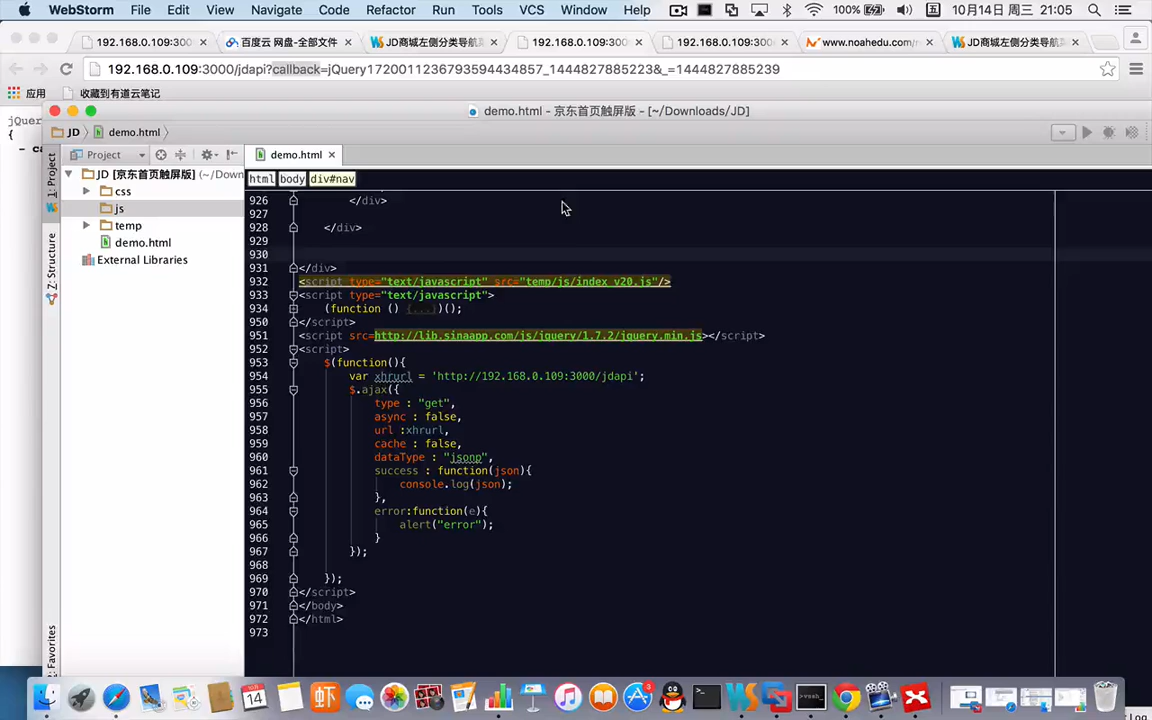 WebStorm File Edit View Navigate Code Refactor Run Tools VCS Window Help 100% 五 10月14日 周三 21:05
192.168.0.109:300 × 百度云 网盘-全部文件 × JD商城左侧分类导航 × 192.168.0.109:300 × 192.168.0.109:300 × www.noahedu.com/ × JD商城左侧分类导航 ×
192.168.0.109:3000/jdapi?callback=jQuery1720011236793594434857_1444827885223&_=1444827885239
应用 收藏到有道云笔记
demo.html - 京东首页触屏版 - [~/Downloads/JD]
jQuer
{
- ca
JD demo.html
Project
demo.html ×
1: Project
Z: Structure
Favorites
JD [京东首页触屏版] (~/Dow
css
js
temp
demo.html
External Libraries
html body div#nav
926 </div>
927
928 </div>
929
930
931 </div>
932 <script type="text/javascript" src="temp/js/index_v20.js"/>
933 <script type="text/javascript">
934 (function () {...})();
950 </script>
951 <script src=http://lib.sinaapp.com/js/jquery/1.7.2/jquery.min.js></script>
952 <script>
953 $(function(){
954 var xhrurl = 'http://192.168.0.109:3000/jdapi';
955 $.ajax({
956 type : "get",
957 async : false,
958 url :xhrurl,
959 cache : false,
960 dataType : "jsonp",
961 success : function(json){
962 console.log(json);
963 },
964 error:function(e){
965 alert("error");
966 }
967 });
968
969 });
970 </script>
971 </body>
972 </html>
973
14
虾
3
Log